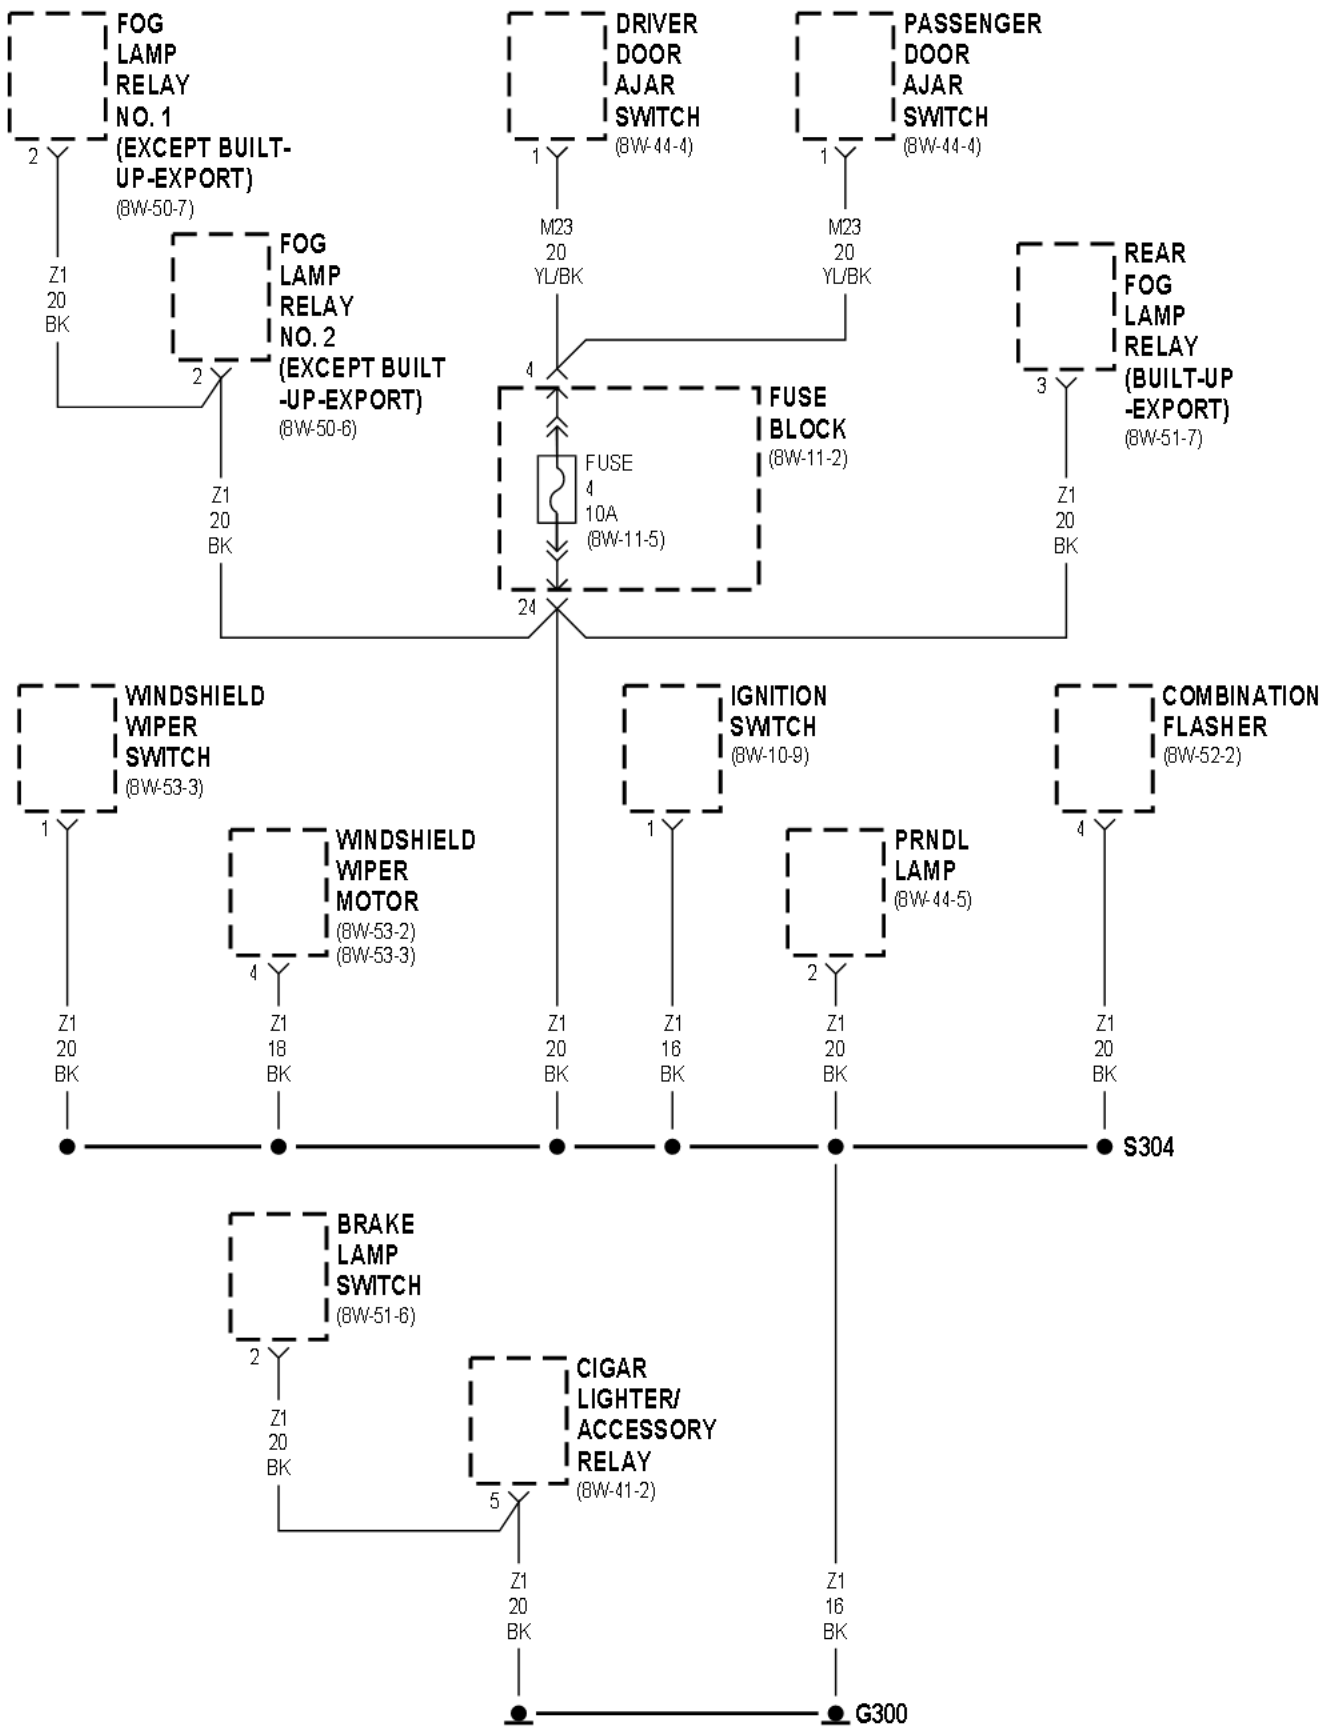 FOG
LAMP
RELAY
NO. 1
(EXCEPT BUILT-
UP-EXPORT)
(8W-50-7)
2
Z1
20
BK
FOG
LAMP
RELAY
NO. 2
(EXCEPT BUILT
-UP-EXPORT)
(8W-50-6)
2
Z1
20
BK
DRIVER
DOOR
AJAR
SWITCH
(8W-44-4)
1
M23
20
YL/BK
PASSENGER
DOOR
AJAR
SWITCH
(8W-44-4)
1
M23
20
YL/BK
REAR
FOG
LAMP
RELAY
(BUILT-UP
-EXPORT)
(8W-51-7)
3
Z1
20
BK
4
FUSE
BLOCK
(8W-11-2)
FUSE
4
10A
(8W-11-5)
24
WINDSHIELD
WIPER
SWITCH
(8W-53-3)
1
Z1
20
BK
WINDSHIELD
WIPER
MOTOR
(8W-53-2)
(8W-53-3)
4
Z1
18
BK
Z1
20
BK
IGNITION
SWITCH
(8W-10-9)
1
Z1
16
BK
PRNDL
LAMP
(8W-44-5)
2
Z1
20
BK
COMBINATION
FLASHER
(8W-52-2)
4
Z1
20
BK
S304
BRAKE
LAMP
SWITCH
(8W-51-6)
2
Z1
20
BK
CIGAR
LIGHTER/
ACCESSORY
RELAY
(8W-41-2)
5
Z1
20
BK
Z1
16
BK
G300